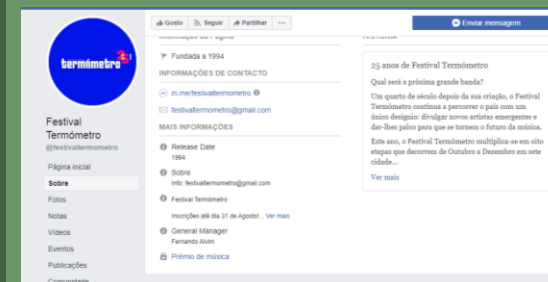 Gosto Seguir Partilhar ...
Enviar mensagem
termómetro
Festival
Termómetro
@festivaltermometro
Página inicial
Sobre
Fotos
Notas
Vídeos
Eventos
Publicações
Comunidade
Fundada a 1994
INFORMAÇÕES DE CONTACTO
m.me/festivaltermometro
festivaltermometro@gmail.com
MAIS INFORMAÇÕES
Release Date
1994
Sobre
Info: festivaltermometro@gmail.com
Festival Termómetro
Inscrições até dia 31 de Agosto!... Ver mais
General Manager
Fernando Alvim
Prémio de música
25 anos de Festival Termómetro
Qual será a próxima grande banda?
Um quarto de século depois da sua criação, o Festival
Termómetro continua a percorrer o país com um
único desígnio: divulgar novos artistas emergentes e
dar-lhes palco para que se tornem o futuro da música.
Este ano, o Festival Termómetro multiplica-se em oito
etapas que decorrem de Outubro a Dezembro em sete
cidade...
Ver mais